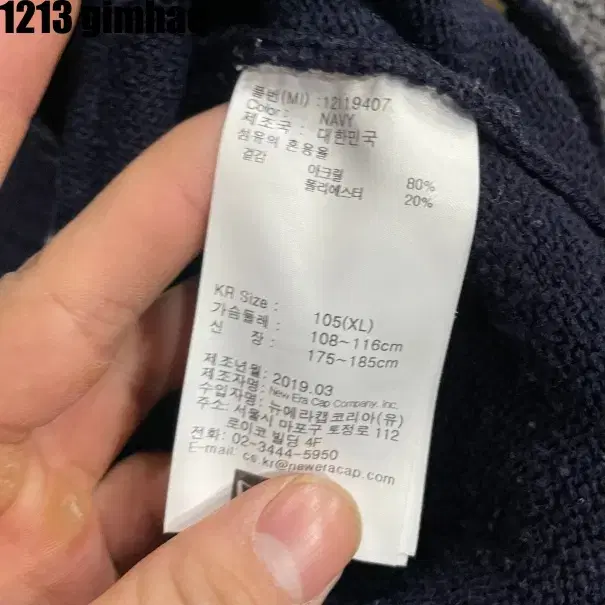 1213 gimhae
품번(MI) : 12119407
Color : NAVY
제조국 : 대한민국
섬유의 혼용율
겉감 아크릴 80%
폴리에스터 20%
KR Size : 105(XL)
가슴둘레 : 108~116cm
신 장 : 175~185cm
제조년월 : 2019.03
제조자명: New Era Cap Company, Inc.
수입자명: 뉴에라캡코리아(유)
주소: 서울시 마포구 토정로 112
로이코 빌딩 4F
전화: 02-3444-5950
E-mail: cs.kr@neweracap.com